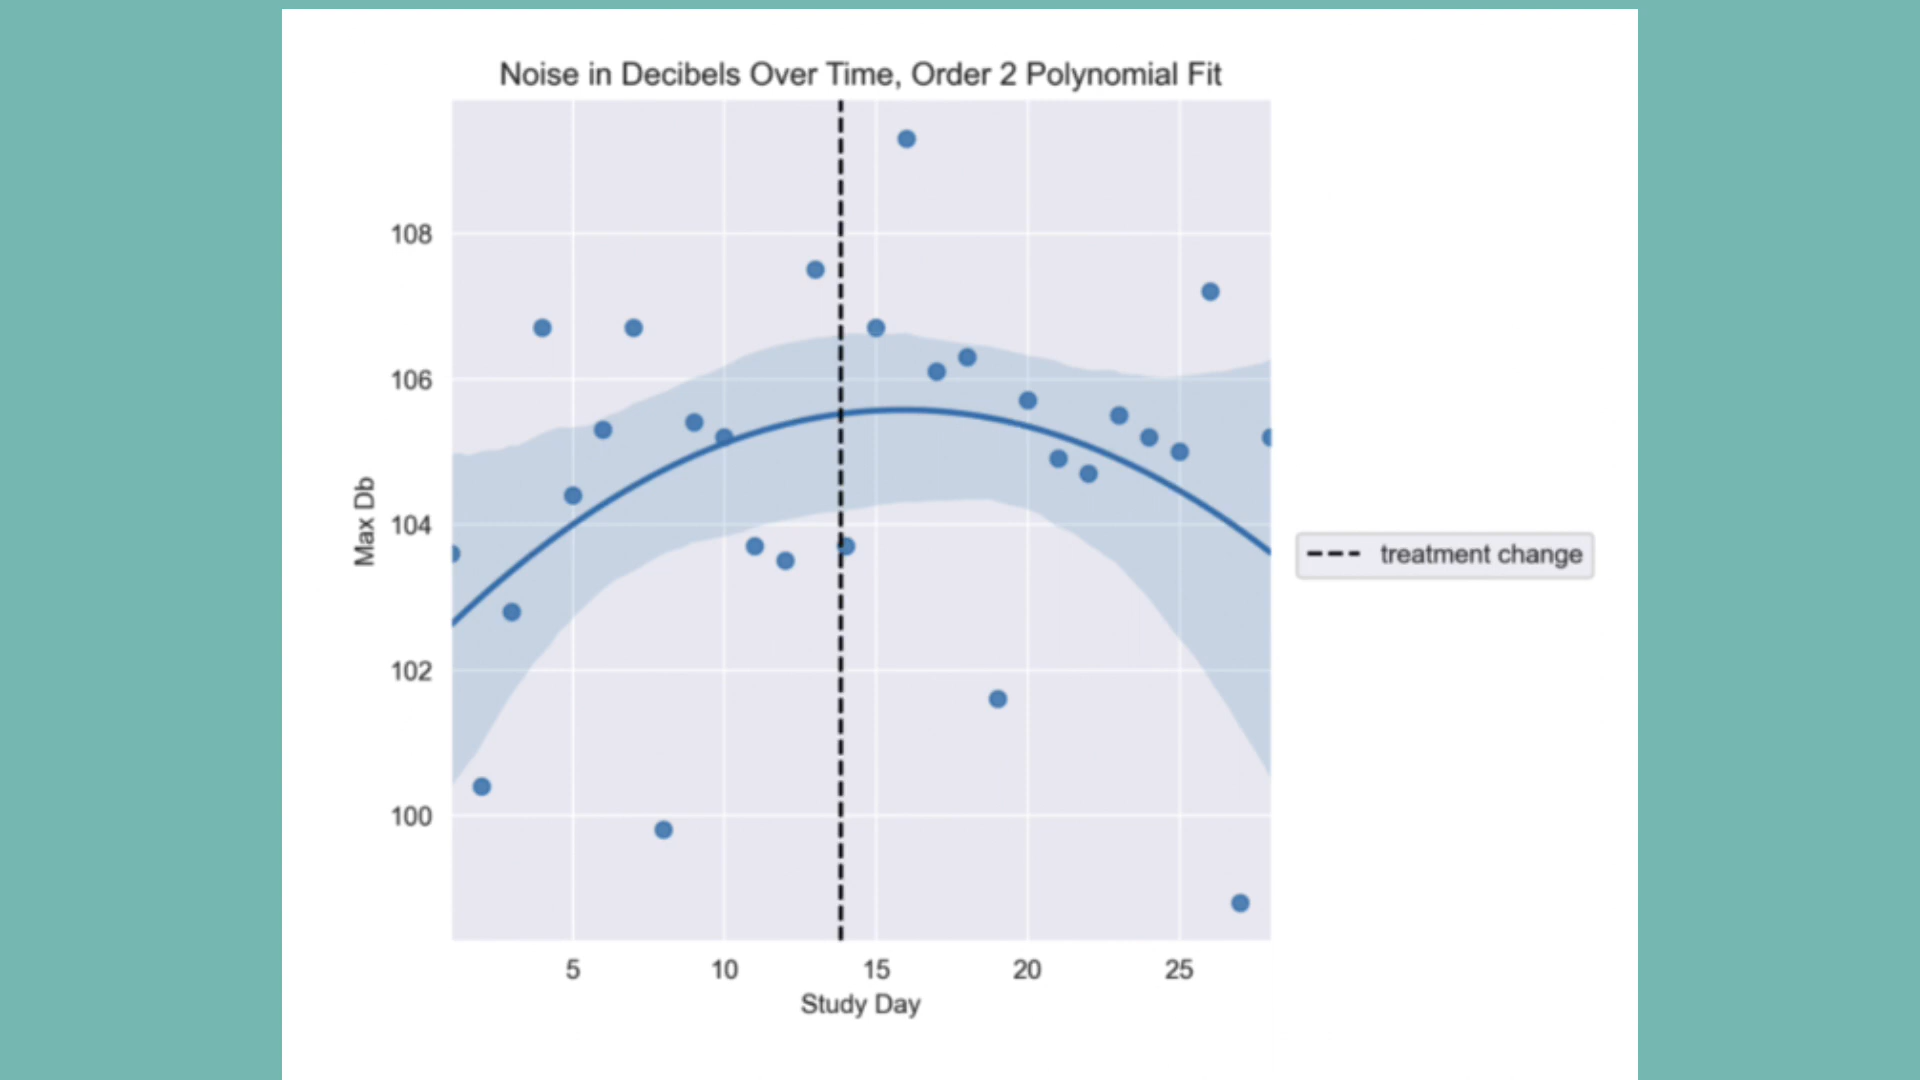 Noise in Decibels Over Time, Order 2 Polynomial Fit
108
106
104
102
100
Max Db
5 10 15 20 25
Study Day
treatment change